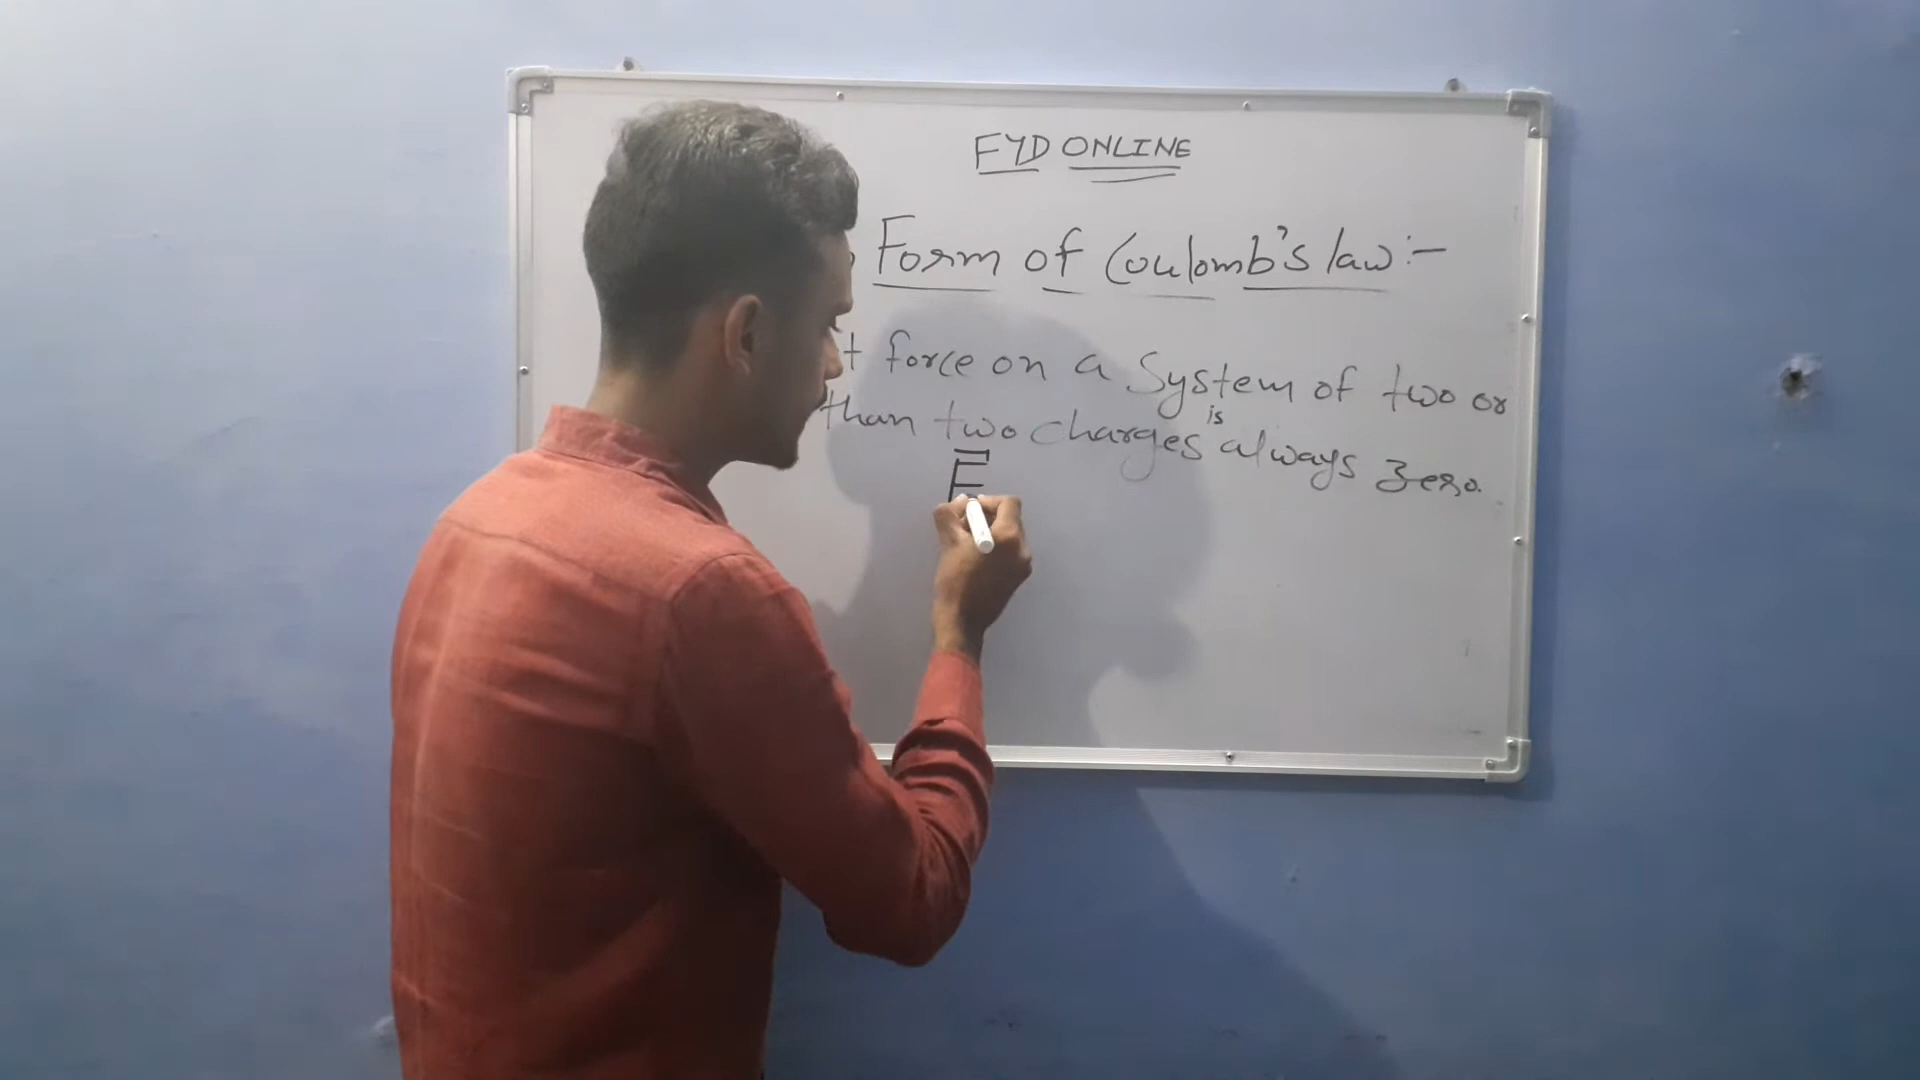 FYD ONLINE
Form of Coulomb's law :-
force on a System of two or
than two charges is always zero.
F